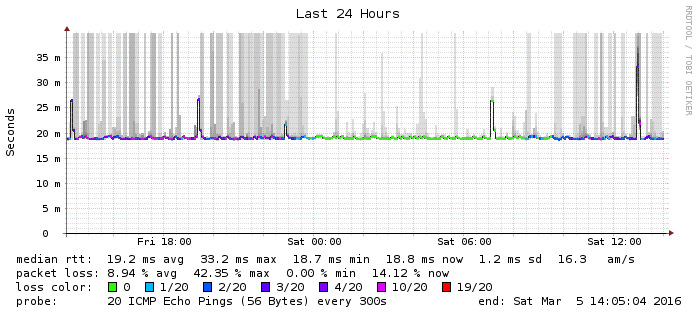 Last 24 Hours
RRDTOOL / TOBI OETIKER
Seconds
35 m
30 m
25 m
20 m
15 m
10 m
5 m
0
Fri 18:00 Sat 00:00 Sat 06:00 Sat 12:00
median rtt: 19.2 ms avg 33.2 ms max 18.7 ms min 18.8 ms now 1.2 ms sd 16.3 am/s
packet loss: 8.94 % avg 42.35 % max 0.00 % min 14.12 % now
loss color: 0 1/20 2/20 3/20 4/20 10/20 19/20
probe: 20 ICMP Echo Pings (56 Bytes) every 300s end: Sat Mar 5 14:05:04 2016